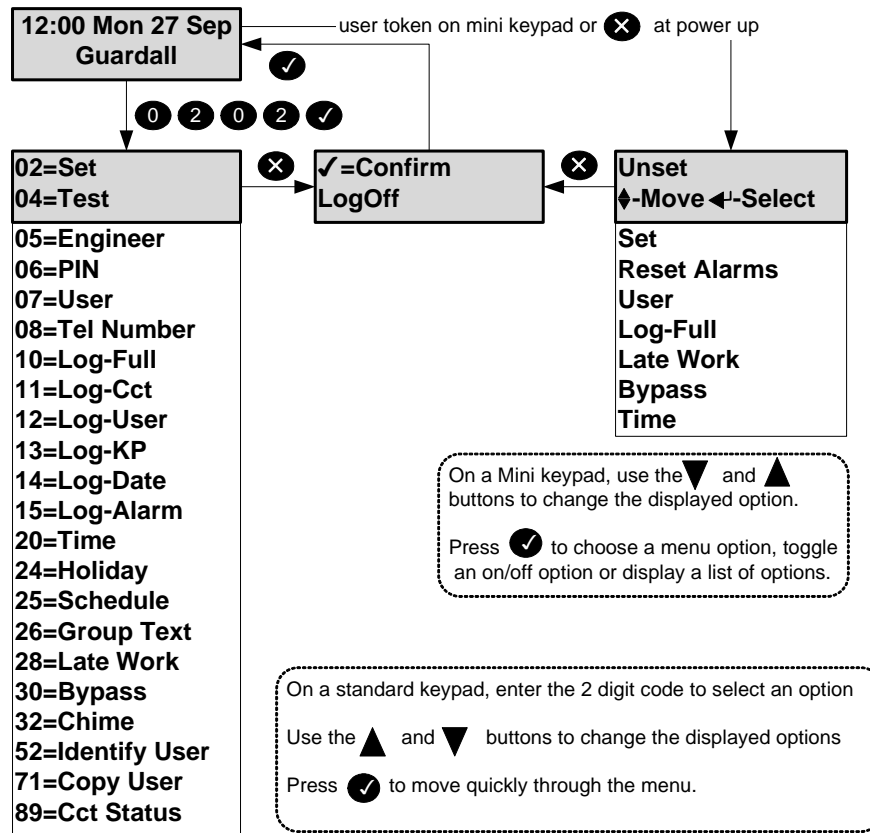 12:00 Mon 27 Sep
Guardall
user token on mini keypad or ✕ at power up
✓
0 2 0 2 ✓
02=Set
04=Test
05=Engineer
06=PIN
07=User
08=Tel Number
10=Log-Full
11=Log-Cct
12=Log-User
13=Log-KP
14=Log-Date
15=Log-Alarm
20=Time
24=Holiday
25=Schedule
26=Group Text
28=Late Work
30=Bypass
32=Chime
52=Identify User
71=Copy User
89=Cct Status
✕
✓=Confirm
LogOff
✕
Unset
♦-Move ↵-Select
Set
Reset Alarms
User
Log-Full
Late Work
Bypass
Time
On a Mini keypad, use the ▼ and ▲
buttons to change the displayed option.
Press ✓ to choose a menu option, toggle
an on/off option or display a list of options.
On a standard keypad, enter the 2 digit code to select an option
Use the ▲ and ▼ buttons to change the displayed options
Press ✓ to move quickly through the menu.